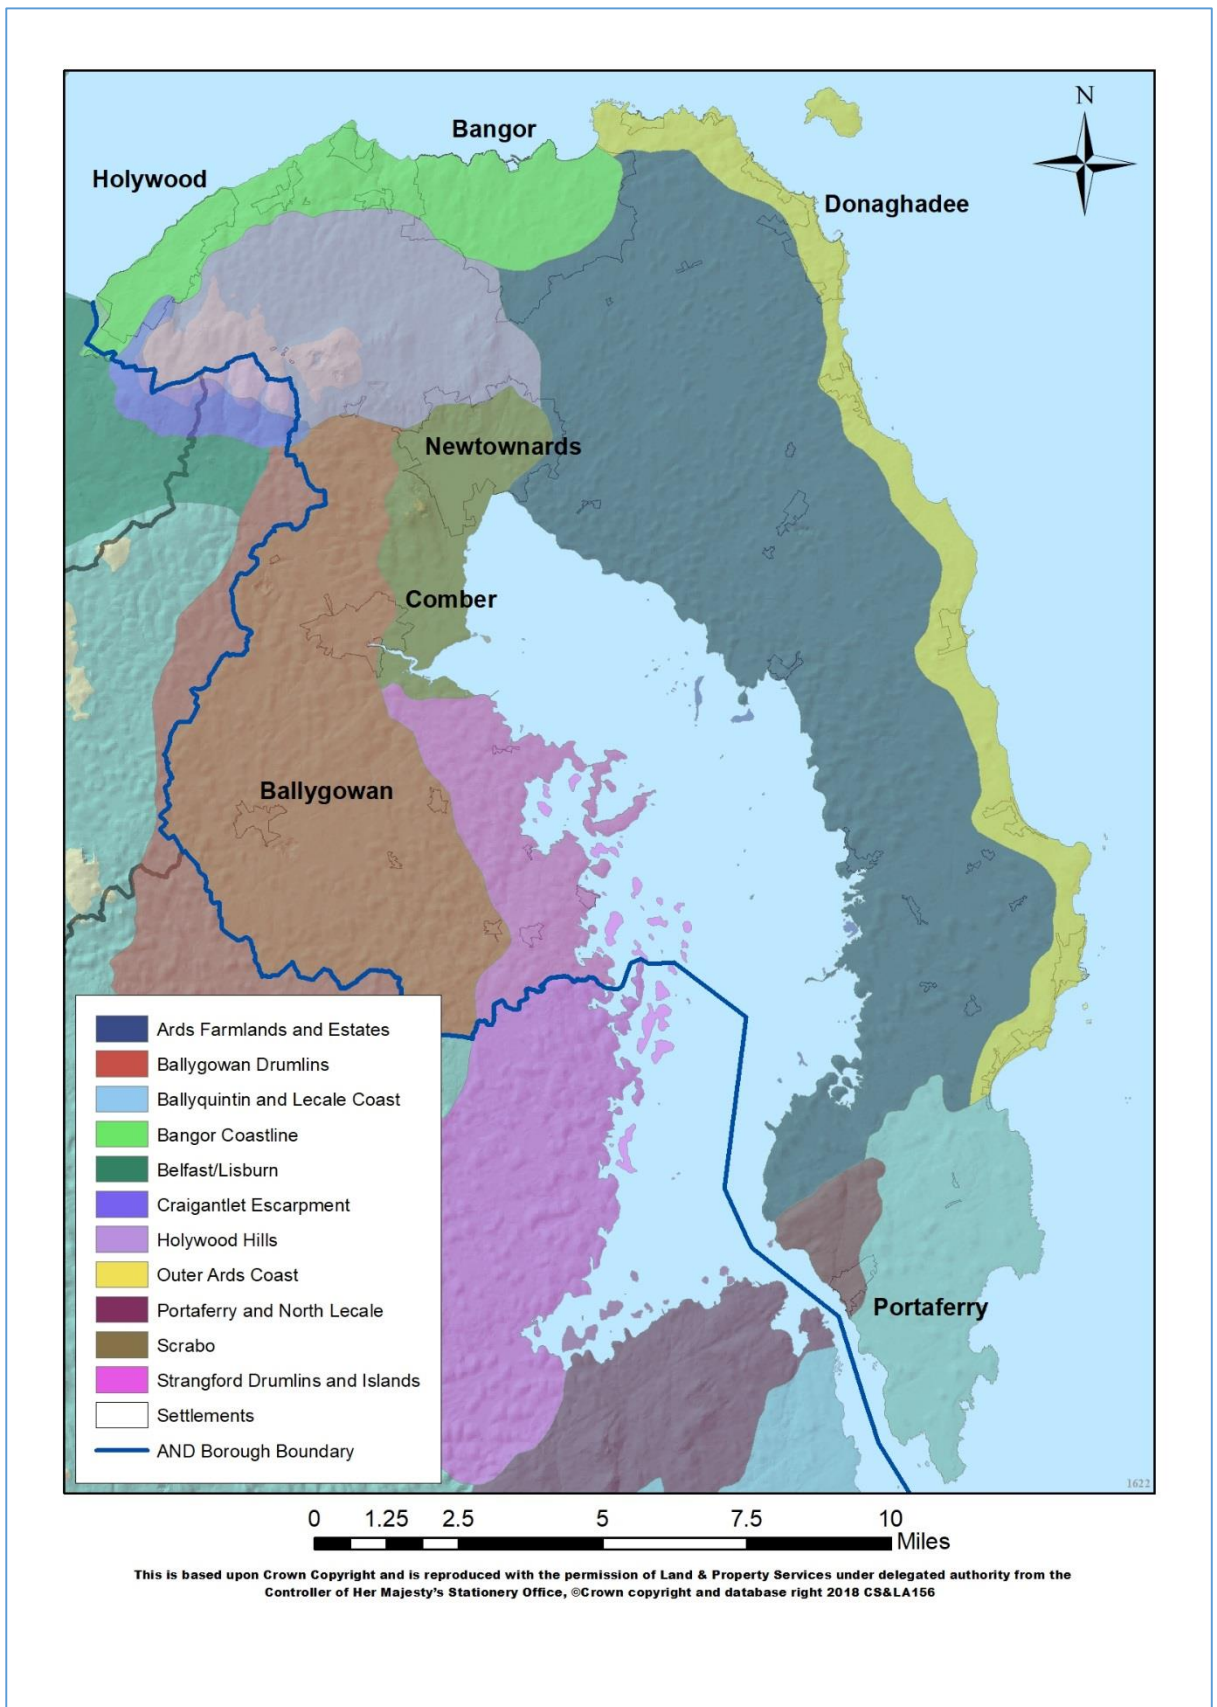 N
Bangor
Holywood
Donaghadee
Newtownards
Comber
Ballygowan
Portaferry
Ards Farmlands and Estates
Ballygowan Drumlins
Ballyquintin and Lecale Coast
Bangor Coastline
Belfast/Lisburn
Craigantlet Escarpment
Holywood Hills
Outer Ards Coast
Portaferry and North Lecale
Scrabo
Strangford Drumlins and Islands
Settlements
AND Borough Boundary
1622
0 1.25 2.5 5 7.5 10
Miles
This is based upon Crown Copyright and is reproduced with the permission of Land & Property Services under delegated authority from the
Controller of Her Majesty's Stationery Office, ©Crown copyright and database right 2018 CS&LA156